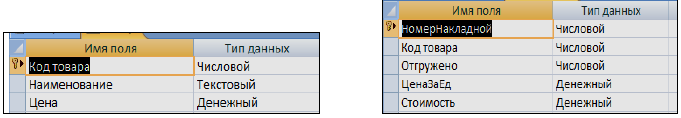 Имя поля Тип данных
Код товара Числовой
Наименование Текстовый
Цена Денежный
Имя поля Тип данных
НомерНакладной Числовой
Код товара Числовой
Отгружено Числовой
ЦенаЗаЕд Денежный
Стоимость Денежный